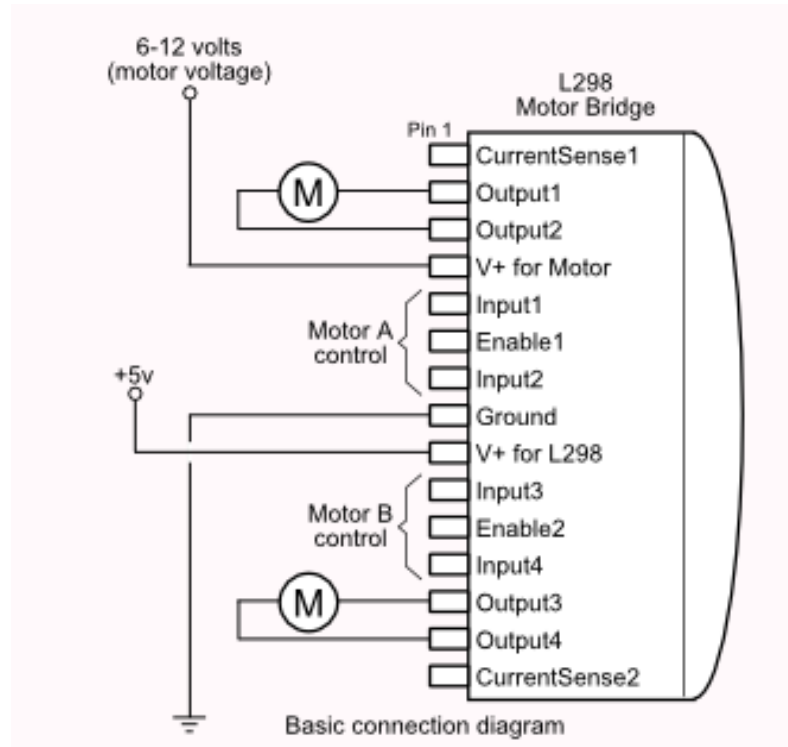 6-12 volts
(motor voltage)
L298
Motor Bridge
Pin 1
CurrentSense1
M
Output1
Output2
V+ for Motor
Input1
Motor A
control
Enable1
Input2
+5v
Ground
V+ for L298
Input3
Motor B
control
Enable2
Input4
M
Output3
Output4
CurrentSense2
Basic connection diagram